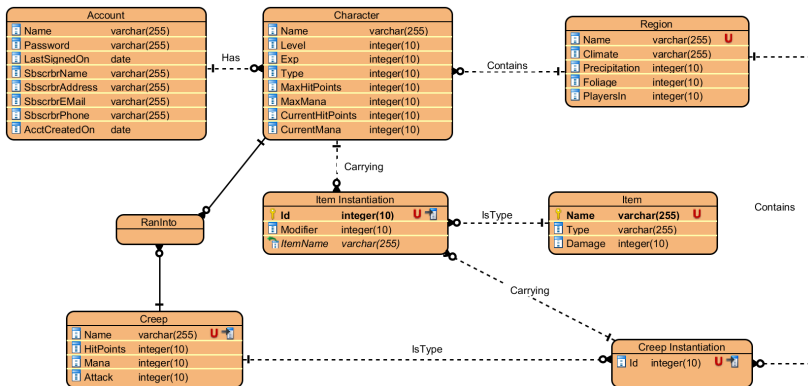 Account
Name varchar(255)
Password varchar(255)
LastSignedOn date
SbscrbrName varchar(255)
SbscrbrAddress varchar(255)
SbscrbrEMail varchar(255)
SbscrbrPhone varchar(255)
AcctCreatedOn date
Has
Character
Name varchar(255)
Level integer(10)
Exp integer(10)
Type integer(10)
MaxHitPoints integer(10)
MaxMana integer(10)
CurrentHitPoints integer(10)
CurrentMana integer(10)
Contains
Region
Name varchar(255) U
Climate varchar(255)
Precipitation integer(10)
Foliage integer(10)
PlayersIn integer(10)
Carrying
Item Instantiation
Id integer(10) U
Modifier integer(10)
ItemName varchar(255)
IsType
Item
Name varchar(255) U
Type varchar(255)
Damage integer(10)
Contains
RanInto
Carrying
Creep
Name varchar(255) U
HitPoints integer(10)
Mana integer(10)
Attack integer(10)
IsType
Creep Instantiation
Id integer(10) U